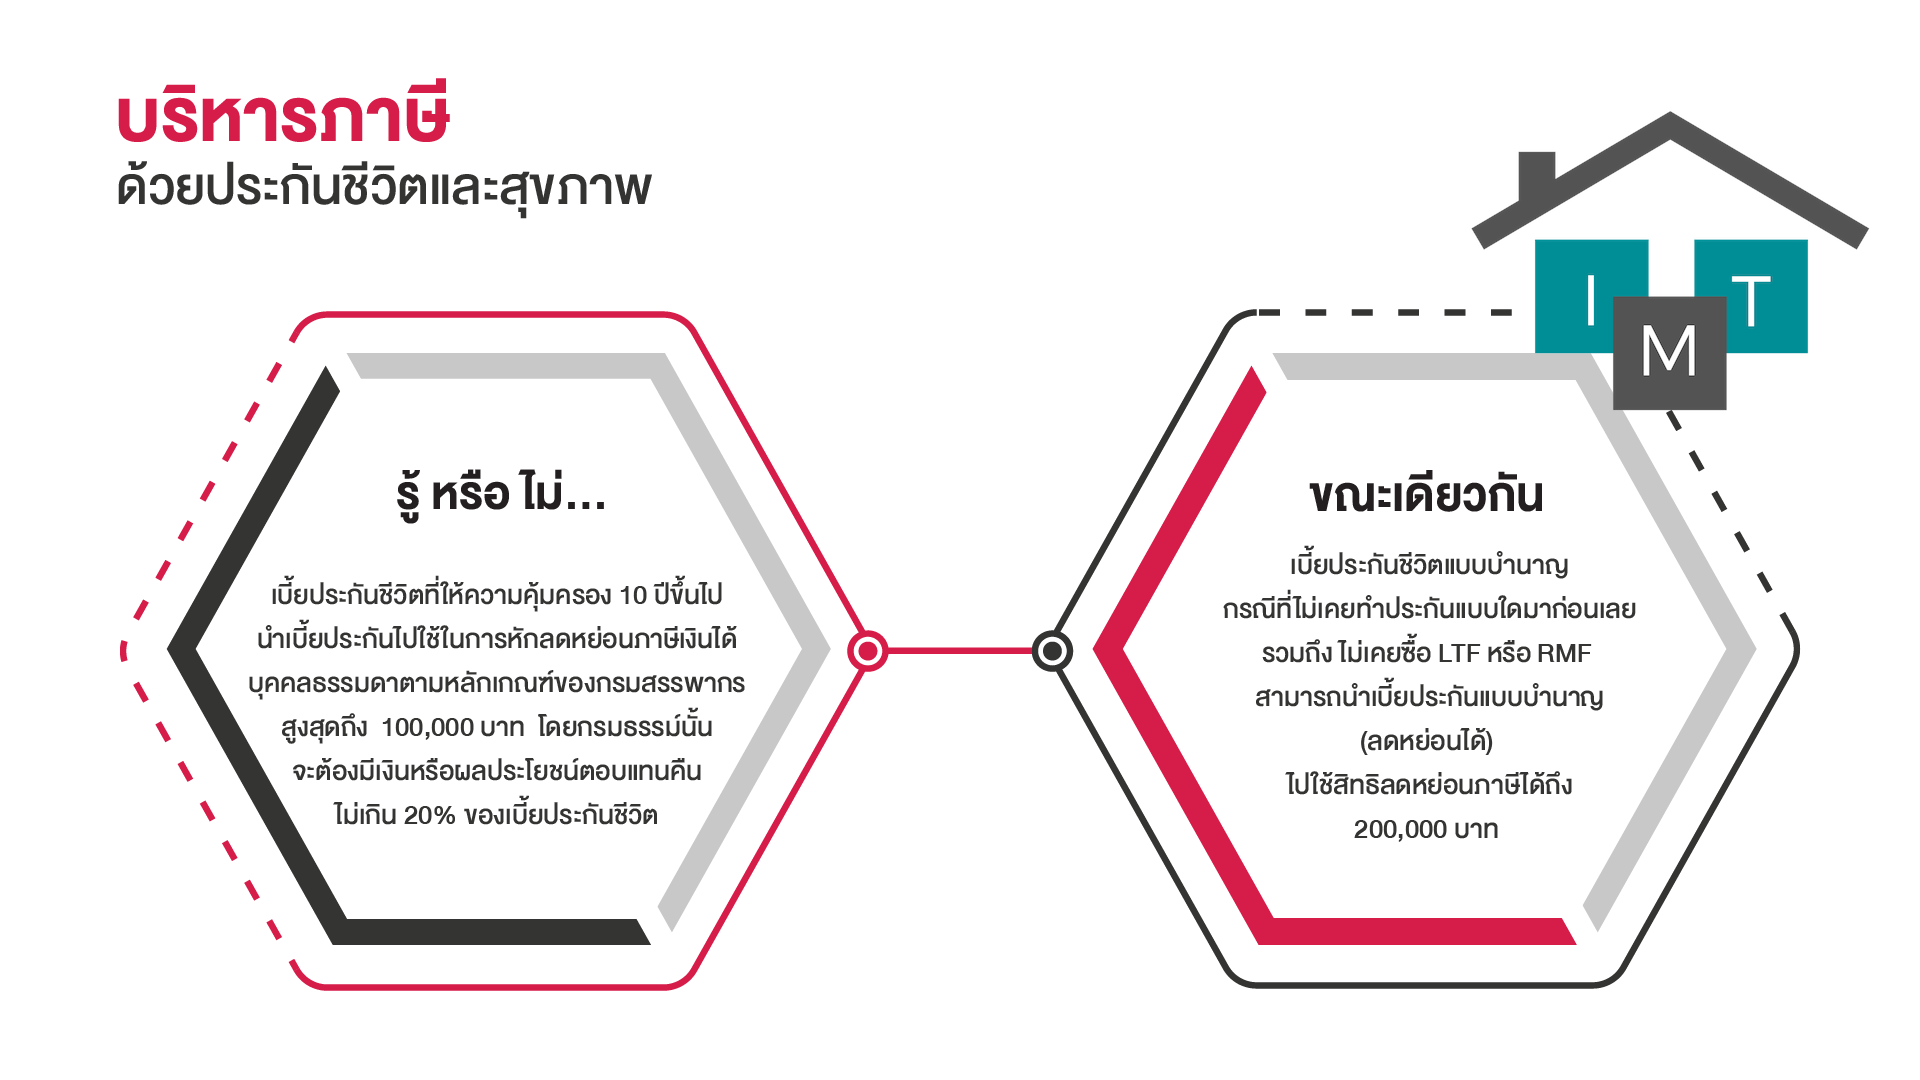 บริหารภาษี
ด้วยประกันชีวิตและสุขภาพ
I
M
T
รู้ หรือ ไม่...
เบี้ยประกันชีวิตที่ให้ความคุ้มครอง 10 ปีขึ้นไป
นำเบี้ยประกันไปใช้ในการหักลดหย่อนภาษีเงินได้
บุคคลธรรมดาตามหลักเกณฑ์ของกรมสรรพากร
สูงสุดถึง 100,000 บาท โดยกรมธรรม์นั้น
จะต้องมีเงินหรือผลประโยชน์ตอบแทนคืน
ไม่เกิน 20% ของเบี้ยประกันชีวิต
ขณะเดียวกัน
เบี้ยประกันชีวิตแบบบำนาญ
กรณีที่ไม่เคยทำประกันแบบใดมาก่อนเลย
รวมถึง ไม่เคยซื้อ LTF หรือ RMF
สามารถนำเบี้ยประกันแบบบำนาญ
(ลดหย่อนได้)
ไปใช้สิทธิลดหย่อนภาษีได้ถึง
200,000 บาท